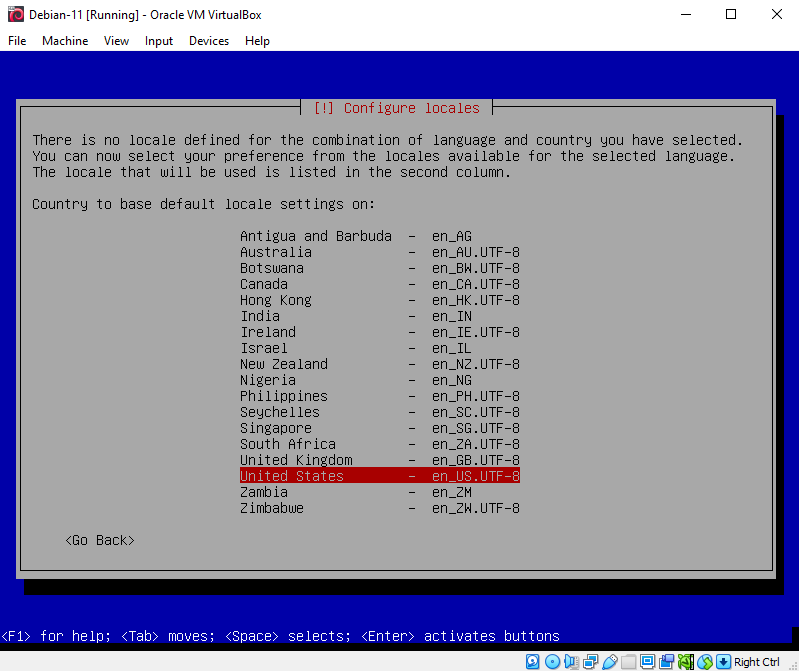 Debian-11 [Running] - Oracle VM VirtualBox
File Machine View Input Devices Help
[!] Configure locales
There is no locale defined for the combination of language and country you have selected.
You can now select your preference from the locales available for the selected language.
The locale that will be used is listed in the second column.
Country to base default locale settings on:
Antigua and Barbuda - en_AG
Australia - en_AU.UTF-8
Botswana - en_BW.UTF-8
Canada - en_CA.UTF-8
Hong Kong - en_HK.UTF-8
India - en_IN
Ireland - en_IE.UTF-8
Israel - en_IL
New Zealand - en_NZ.UTF-8
Nigeria - en_NG
Philippines - en_PH.UTF-8
Seychelles - en_SC.UTF-8
Singapore - en_SG.UTF-8
South Africa - en_ZA.UTF-8
United Kingdom - en_GB.UTF-8
United States - en_US.UTF-8
Zambia - en_ZM
Zimbabwe - en_ZW.UTF-8
<Go Back>
<F1> for help; <Tab> moves; <Space> selects; <Enter> activates buttons
Right Ctrl